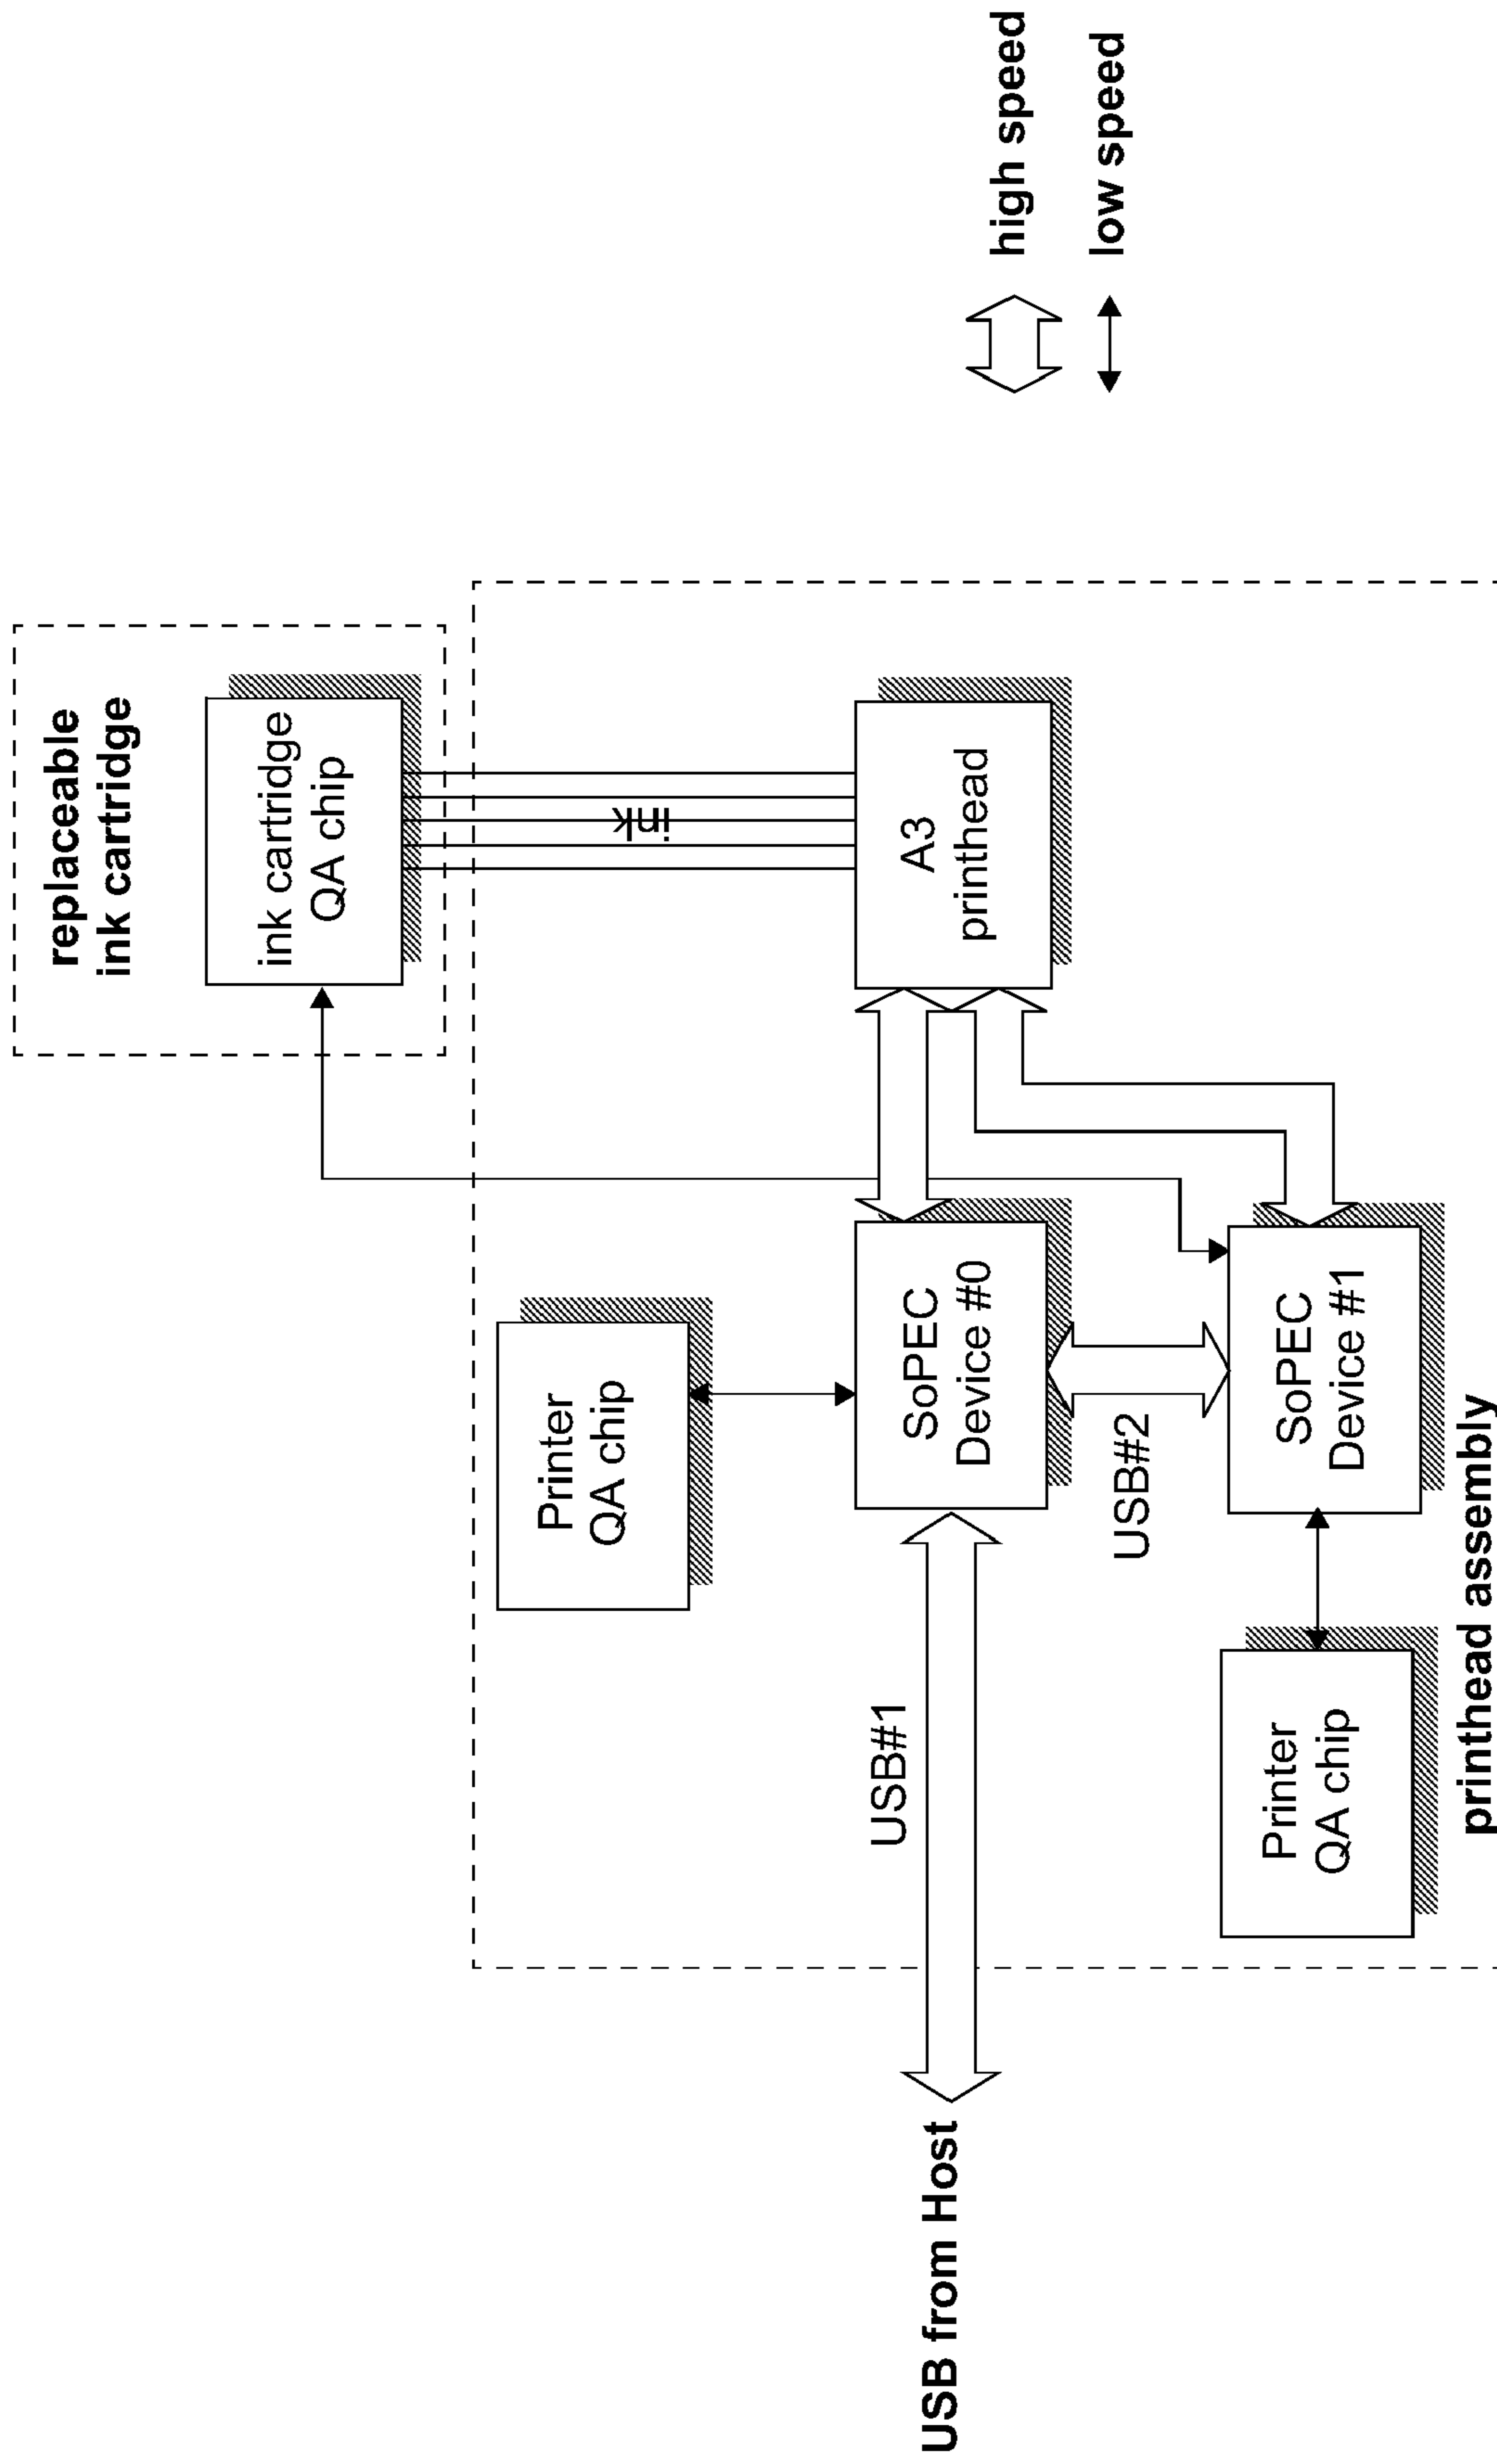 replaceable
ink cartridge
ink cartridge
QA chip
ink
A3
printhead
high speed
low speed
Printer
QA chip
SoPEC
Device #0
USB#1
USB from Host
USB#2
SoPEC
Device #1
Printer
QA chip
printhead assembly